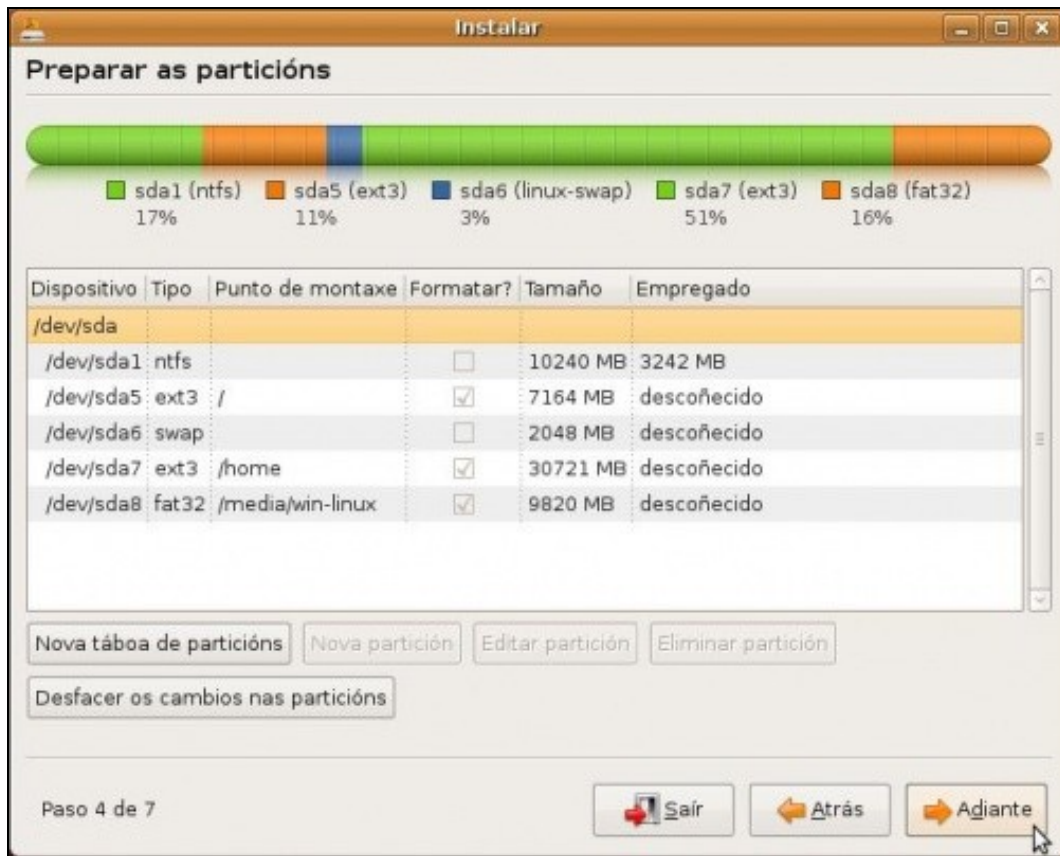 Instalar
Preparar as particións
sda1 (ntfs) sda5 (ext3) sda6 (linux-swap) sda7 (ext3) sda8 (fat32)
17% 11% 3% 51% 16%
Dispositivo Tipo Punto de montaxe Formatar? Tamaño Empregado
/dev/sda
/dev/sda1 ntfs 10240 MB 3242 MB
/dev/sda5 ext3 / 7164 MB descoñecido
/dev/sda6 swap 2048 MB descoñecido
/dev/sda7 ext3 /home 30721 MB descoñecido
/dev/sda8 fat32 /media/win-linux 9820 MB descoñecido
Nova táboa de particións Nova partición Editar partición Eliminar partición
Desfacer os cambios nas particións
Paso 4 de 7 Saír Atrás Adiante